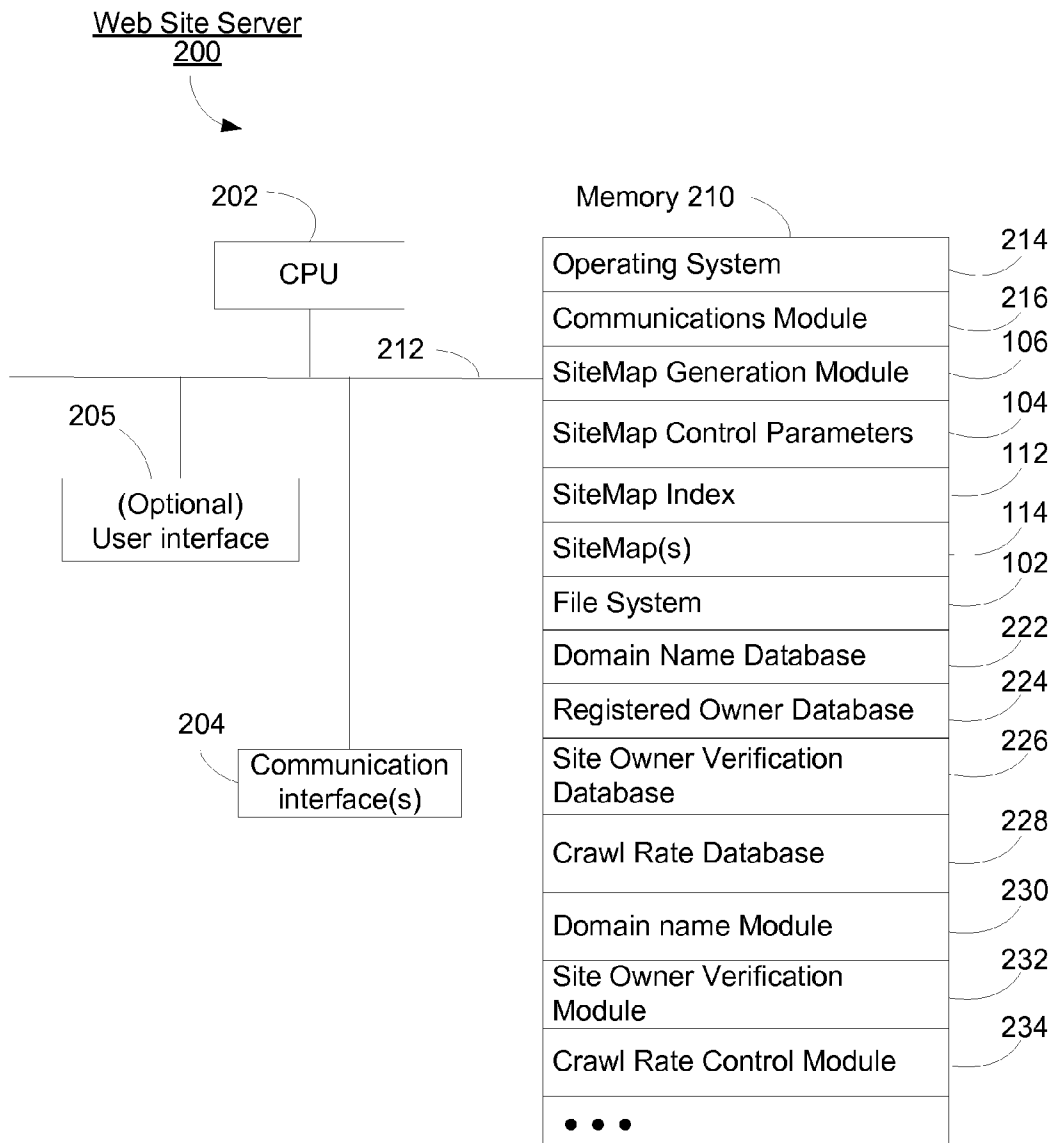 Web Site Server
200
202
CPU
212
205
(Optional)
User interface
204
Communication
interface(s)
Memory 210
Operating System
214
Communications Module
216
SiteMap Generation Module
106
SiteMap Control Parameters
104
SiteMap Index
112
SiteMap(s)
114
File System
102
Domain Name Database
222
Registered Owner Database
224
Site Owner Verification
Database
226
Crawl Rate Database
228
Domain name Module
230
Site Owner Verification
Module
232
Crawl Rate Control Module
234
• • •